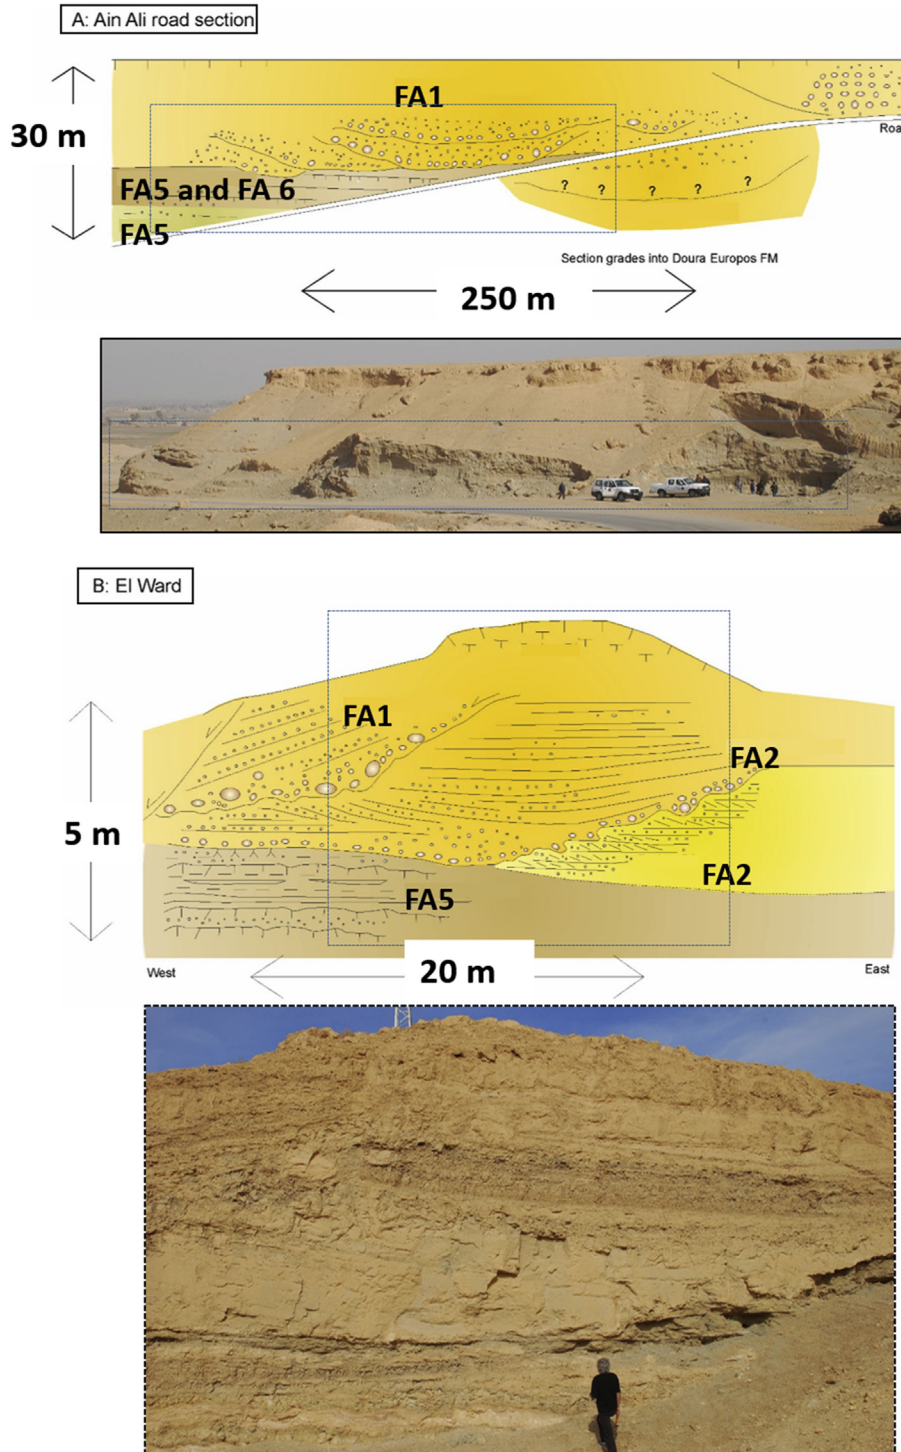 A: Ain Ali road section
FA1
30 m
FA5 and FA 6
FA5
? ? ? ? ?
Section grades into Doura Europos FM
250 m
B: El Ward
FA1
FA2
5 m
FA2
FA5
West
20 m
East